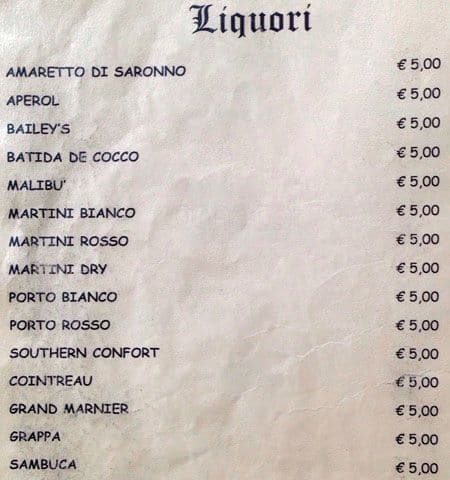 Liquori
AMARETTO DI SARONNO € 5,00
APEROL € 5,00
BAILEY'S € 5,00
BATIDA DE COCCO € 5,00
MALIBU' € 5,00
MARTINI BIANCO € 5,00
MARTINI ROSSO € 5,00
MARTINI DRY € 5,00
PORTO BIANCO € 5,00
PORTO ROSSO € 5,00
SOUTHERN CONFORT € 5,00
COINTREAU € 5,00
GRAND MARNIER € 5,00
GRAPPA € 5,00
SAMBUCA € 5,00